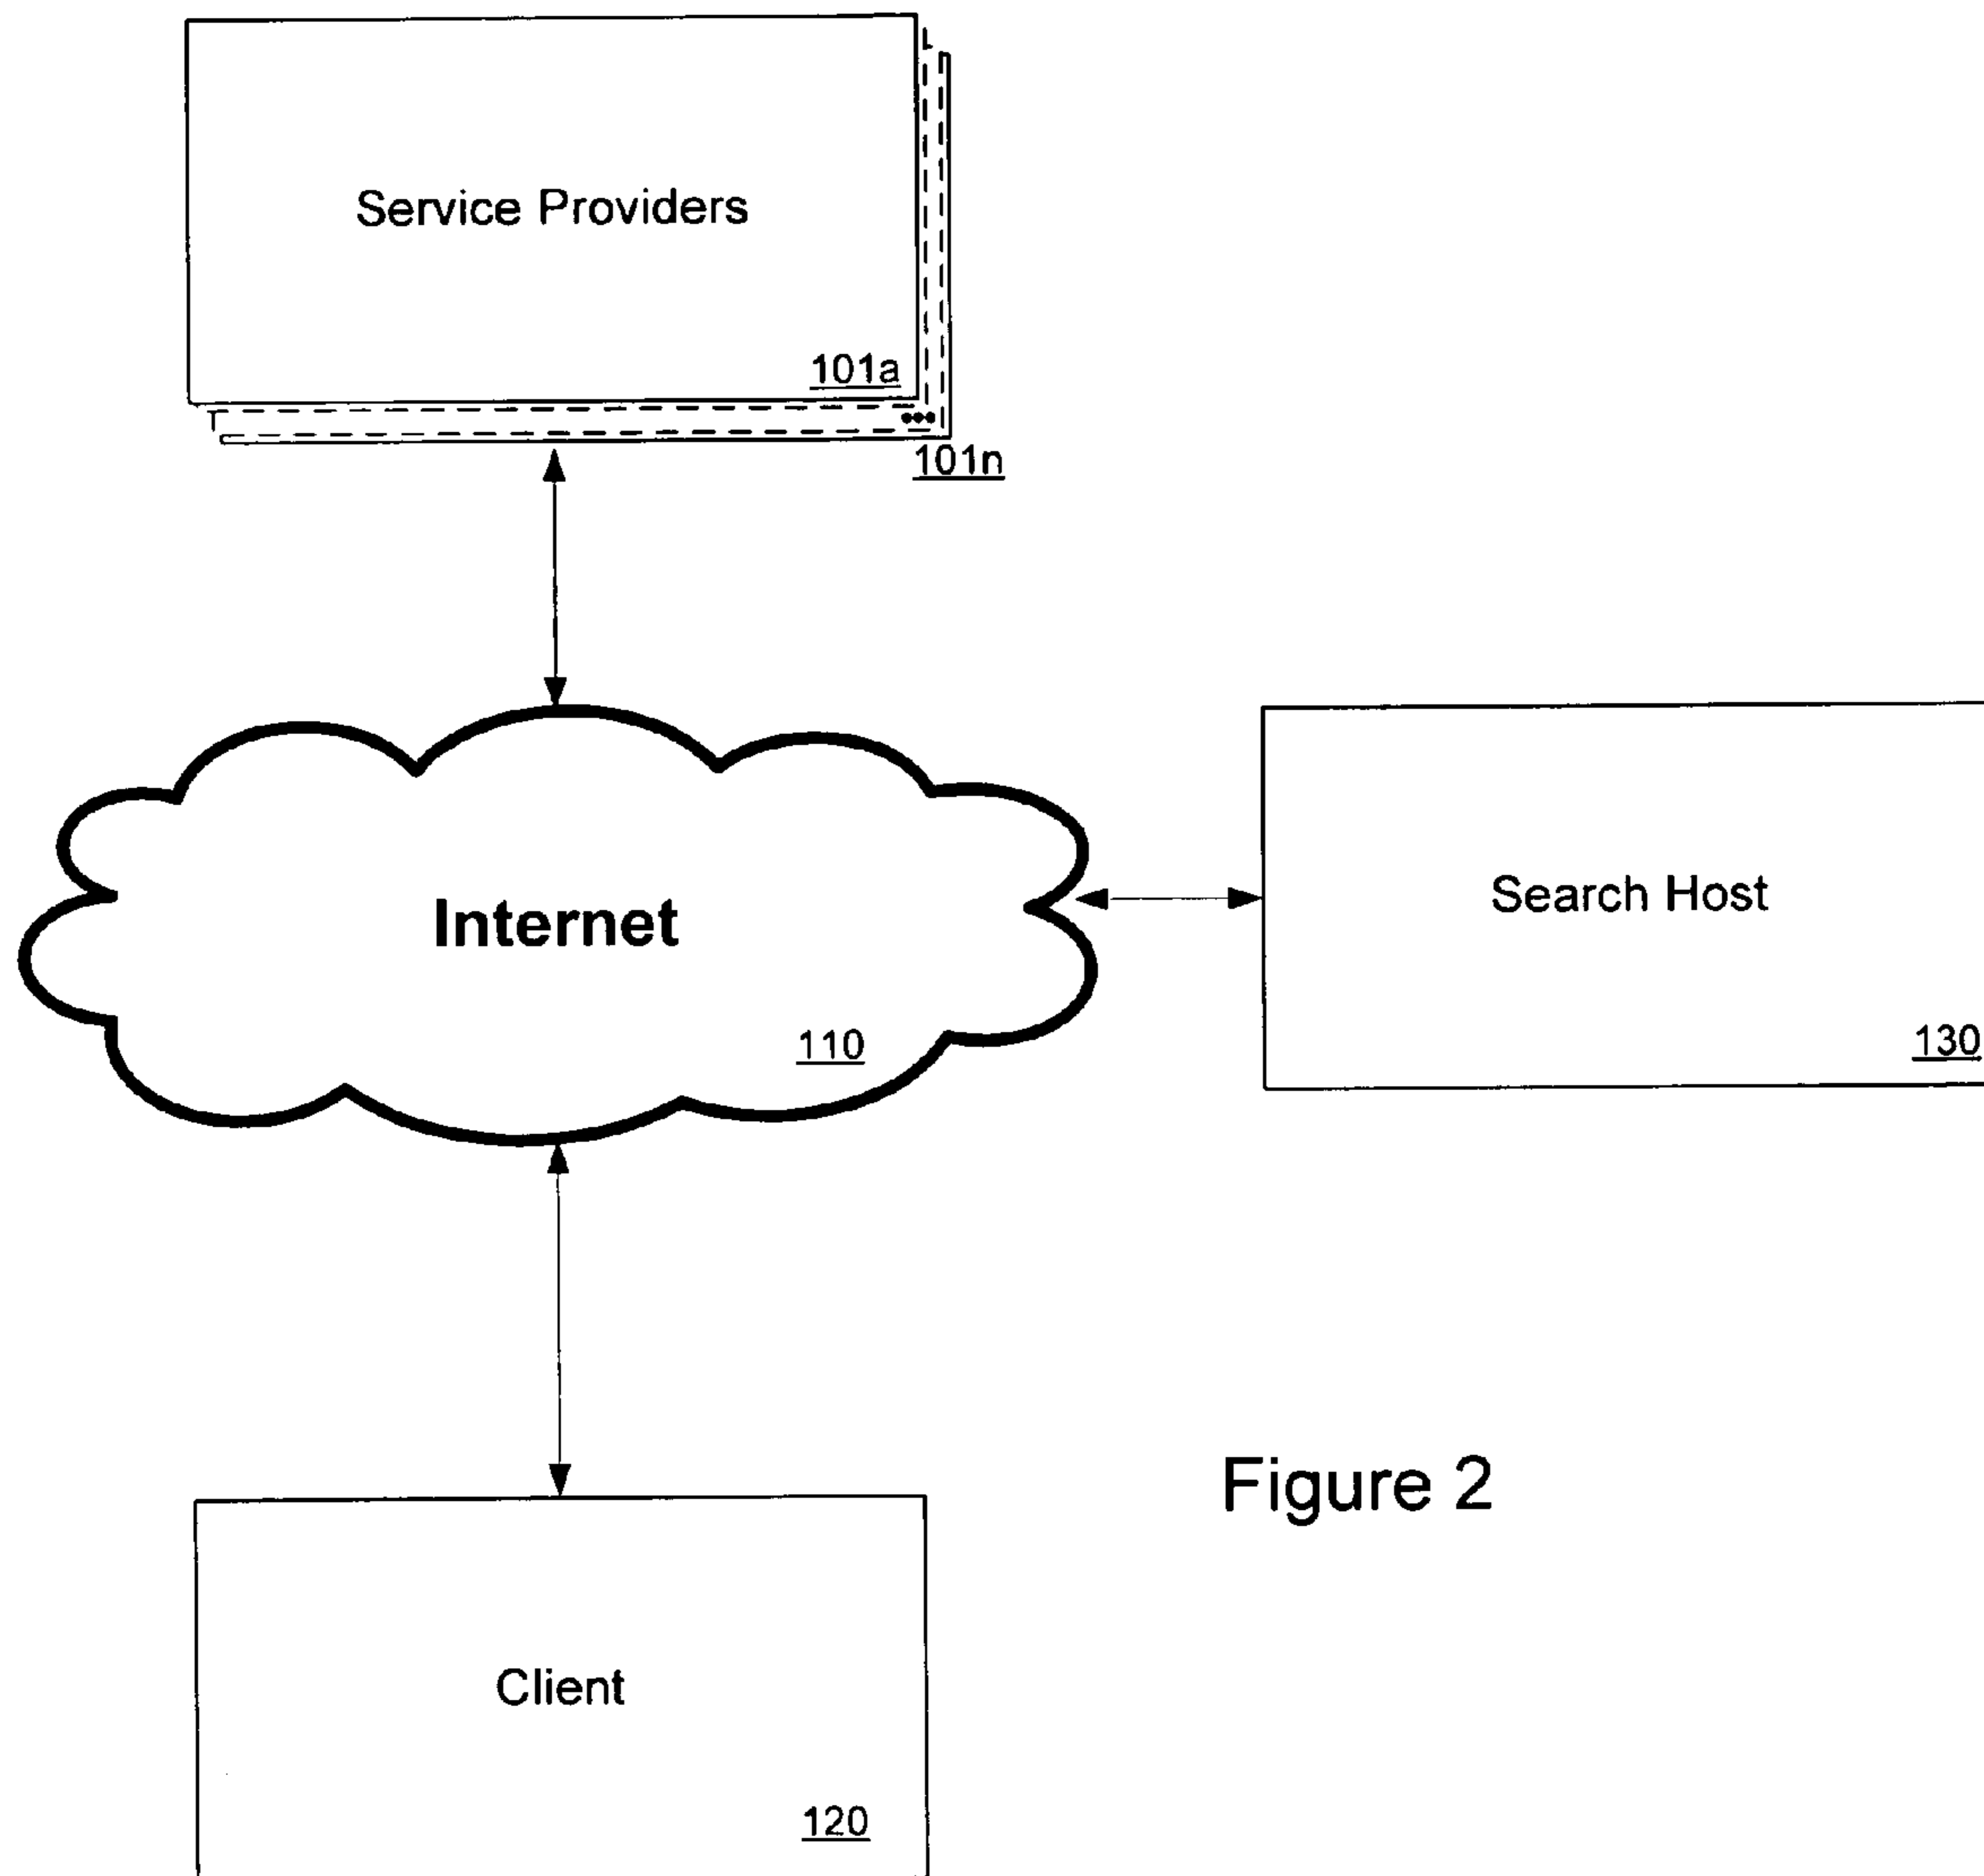 Service Providers
101a
101n
Internet
110
Search Host
130
Figure 2
Client
120